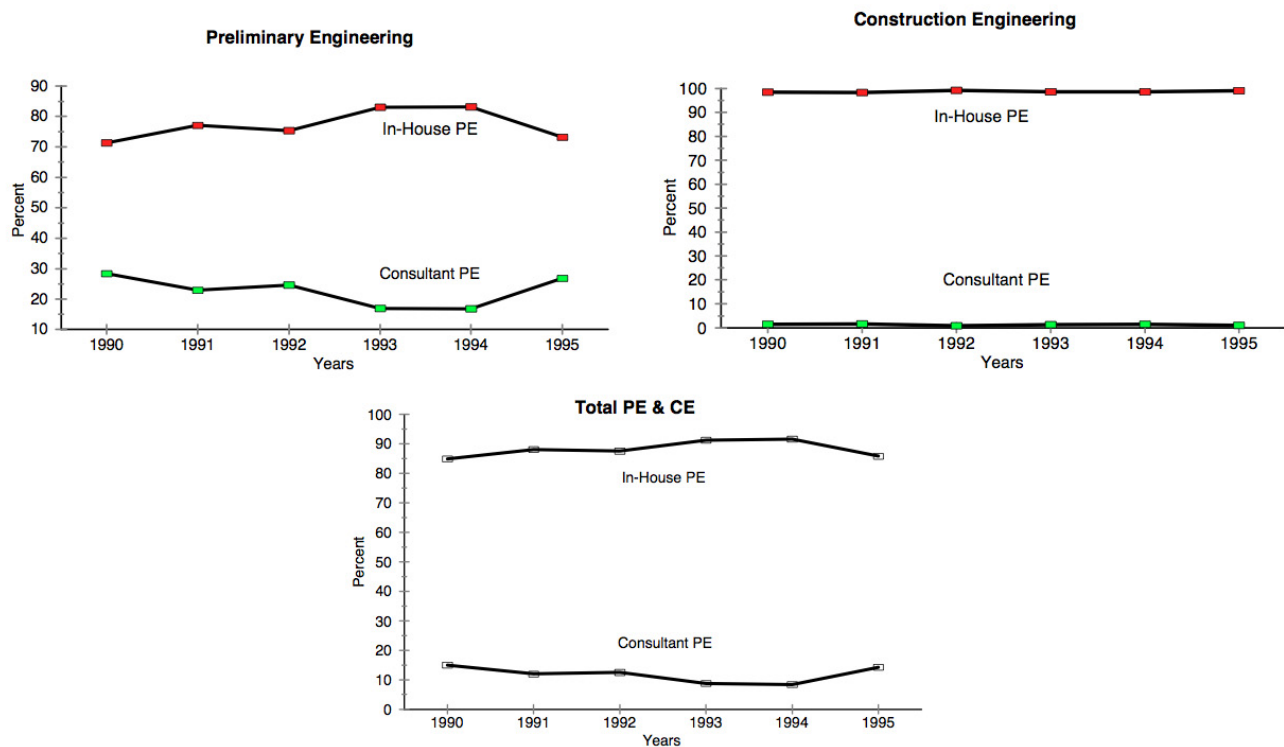 Preliminary Engineering
90
80
70
60
50
40
30
20
10
Percent
In-House PE
Consultant PE
1990 1991 1992 1993 1994 1995
Years
Construction Engineering
100
90
80
70
60
50
40
30
20
10
0
Percent
In-House PE
Consultant PE
1990 1991 1992 1993 1994 1995
Years
Total PE & CE
100
90
80
70
60
50
40
30
20
10
0
Percent
In-House PE
Consultant PE
1990 1991 1992 1993 1994 1995
Years